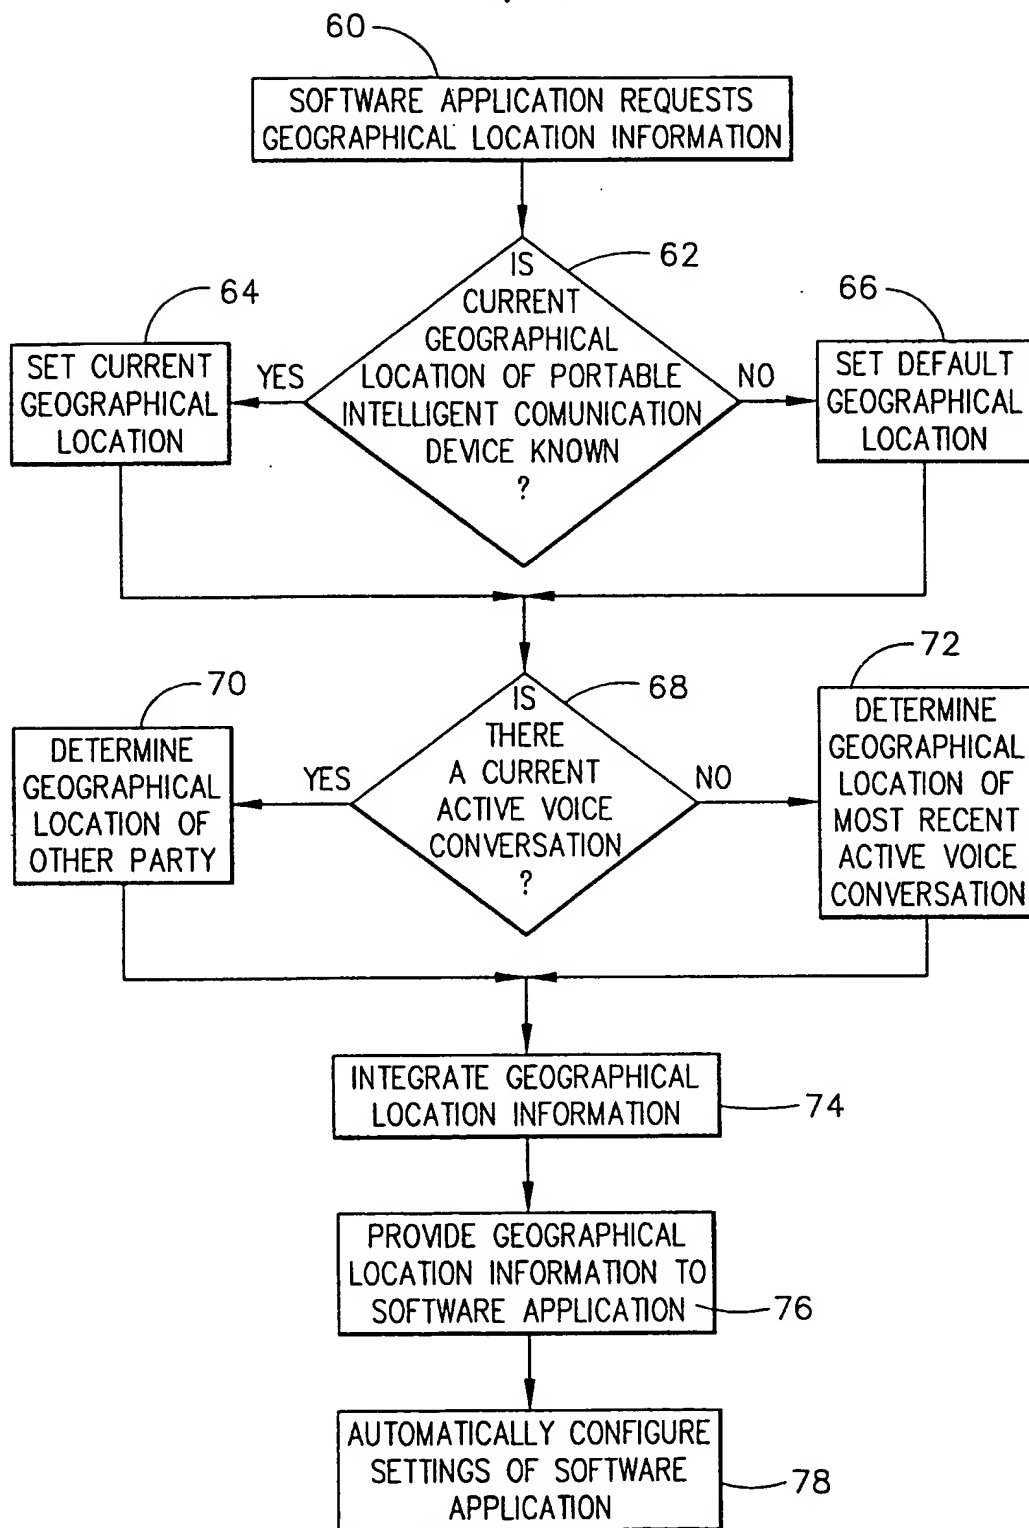 60
SOFTWARE APPLICATION REQUESTS
GEOGRAPHICAL LOCATION INFORMATION
62
IS
CURRENT
GEOGRAPHICAL
LOCATION OF PORTABLE
INTELLIGENT COMUNICATION
DEVICE KNOWN
?
64
YES
SET CURRENT
GEOGRAPHICAL
LOCATION
66
NO
SET DEFAULT
GEOGRAPHICAL
LOCATION
68
IS
THERE
A CURRENT
ACTIVE VOICE
CONVERSATION
?
70
YES
DETERMINE
GEOGRAPHICAL
LOCATION OF
OTHER PARTY
72
NO
DETERMINE
GEOGRAPHICAL
LOCATION OF
MOST RECENT
ACTIVE VOICE
CONVERSATION
INTEGRATE GEOGRAPHICAL
LOCATION INFORMATION
74
PROVIDE GEOGRAPHICAL
LOCATION INFORMATION TO
SOFTWARE APPLICATION
76
AUTOMATICALLY CONFIGURE
SETTINGS OF SOFTWARE
APPLICATION
78